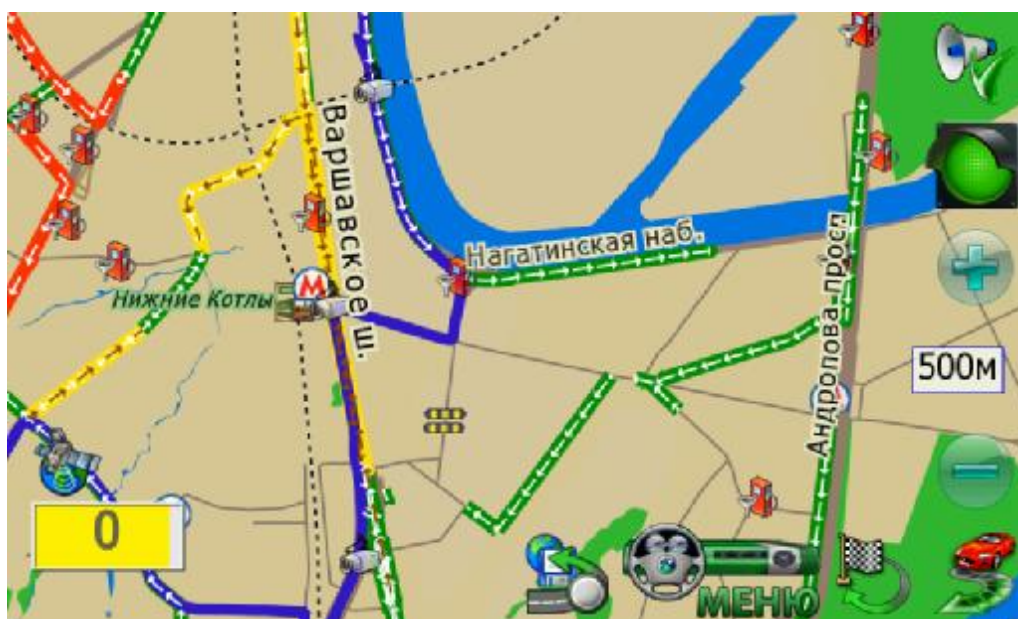 Варшавское ш.
Нагатинская наб.
Андропова просп
Нижние Котлы
М
500м
0
МЕНЮ